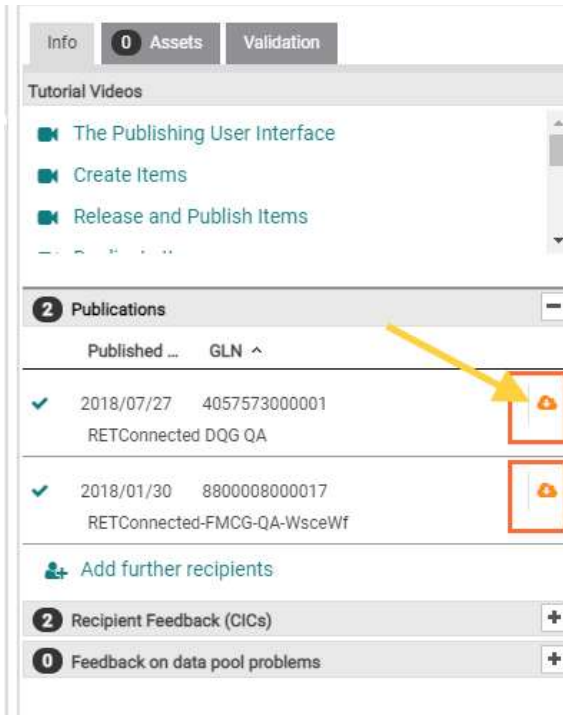 Info 0 Assets Validation
Tutorial Videos
The Publishing User Interface
Create Items
Release and Publish Items
2 Publications
Published ... GLN
2018/07/27 4057573000001
RETConnected DQG QA
2018/01/30 8800008000017
RETConnected-FMCG-QA-WsceWf
Add further recipients
2 Recipient Feedback (CICs)
0 Feedback on data pool problems